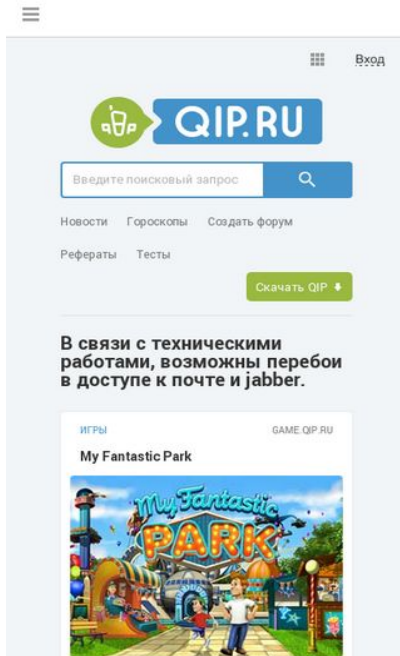 Вход
QIP.RU
Введите поисковый запрос
Новости Гороскопы Создать форум
Рефераты Тесты
Скачать QIP
В связи с техническими
работами, возможны перебои
в доступе к почте и jabber.
ИГРЫ GAME.QIP.RU
My Fantastic Park
My Fantastic
PARK